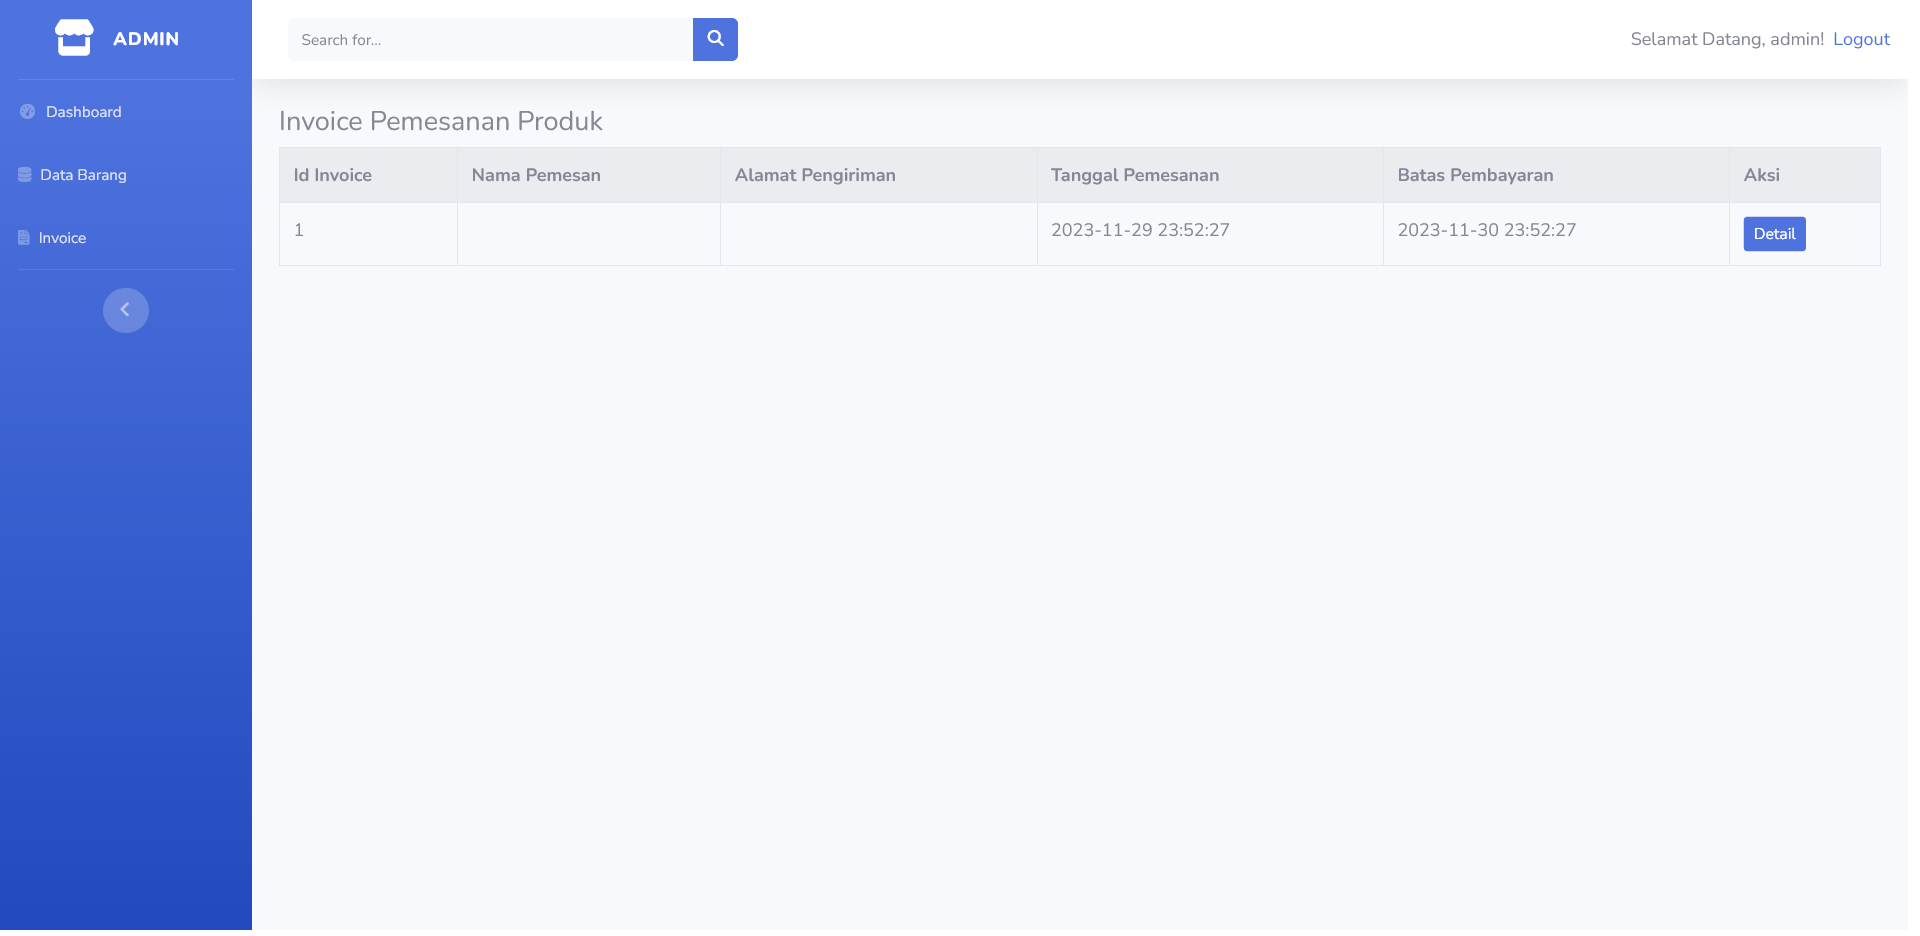 ADMIN
Search for...
Selamat Datang, admin! Logout
Dashboard
Data Barang
Invoice
Invoice Pemesanan Produk
Id Invoice Nama Pemesan Alamat Pengiriman Tanggal Pemesanan Batas Pembayaran Aksi
1 2023-11-29 23:52:27 2023-11-30 23:52:27 Detail